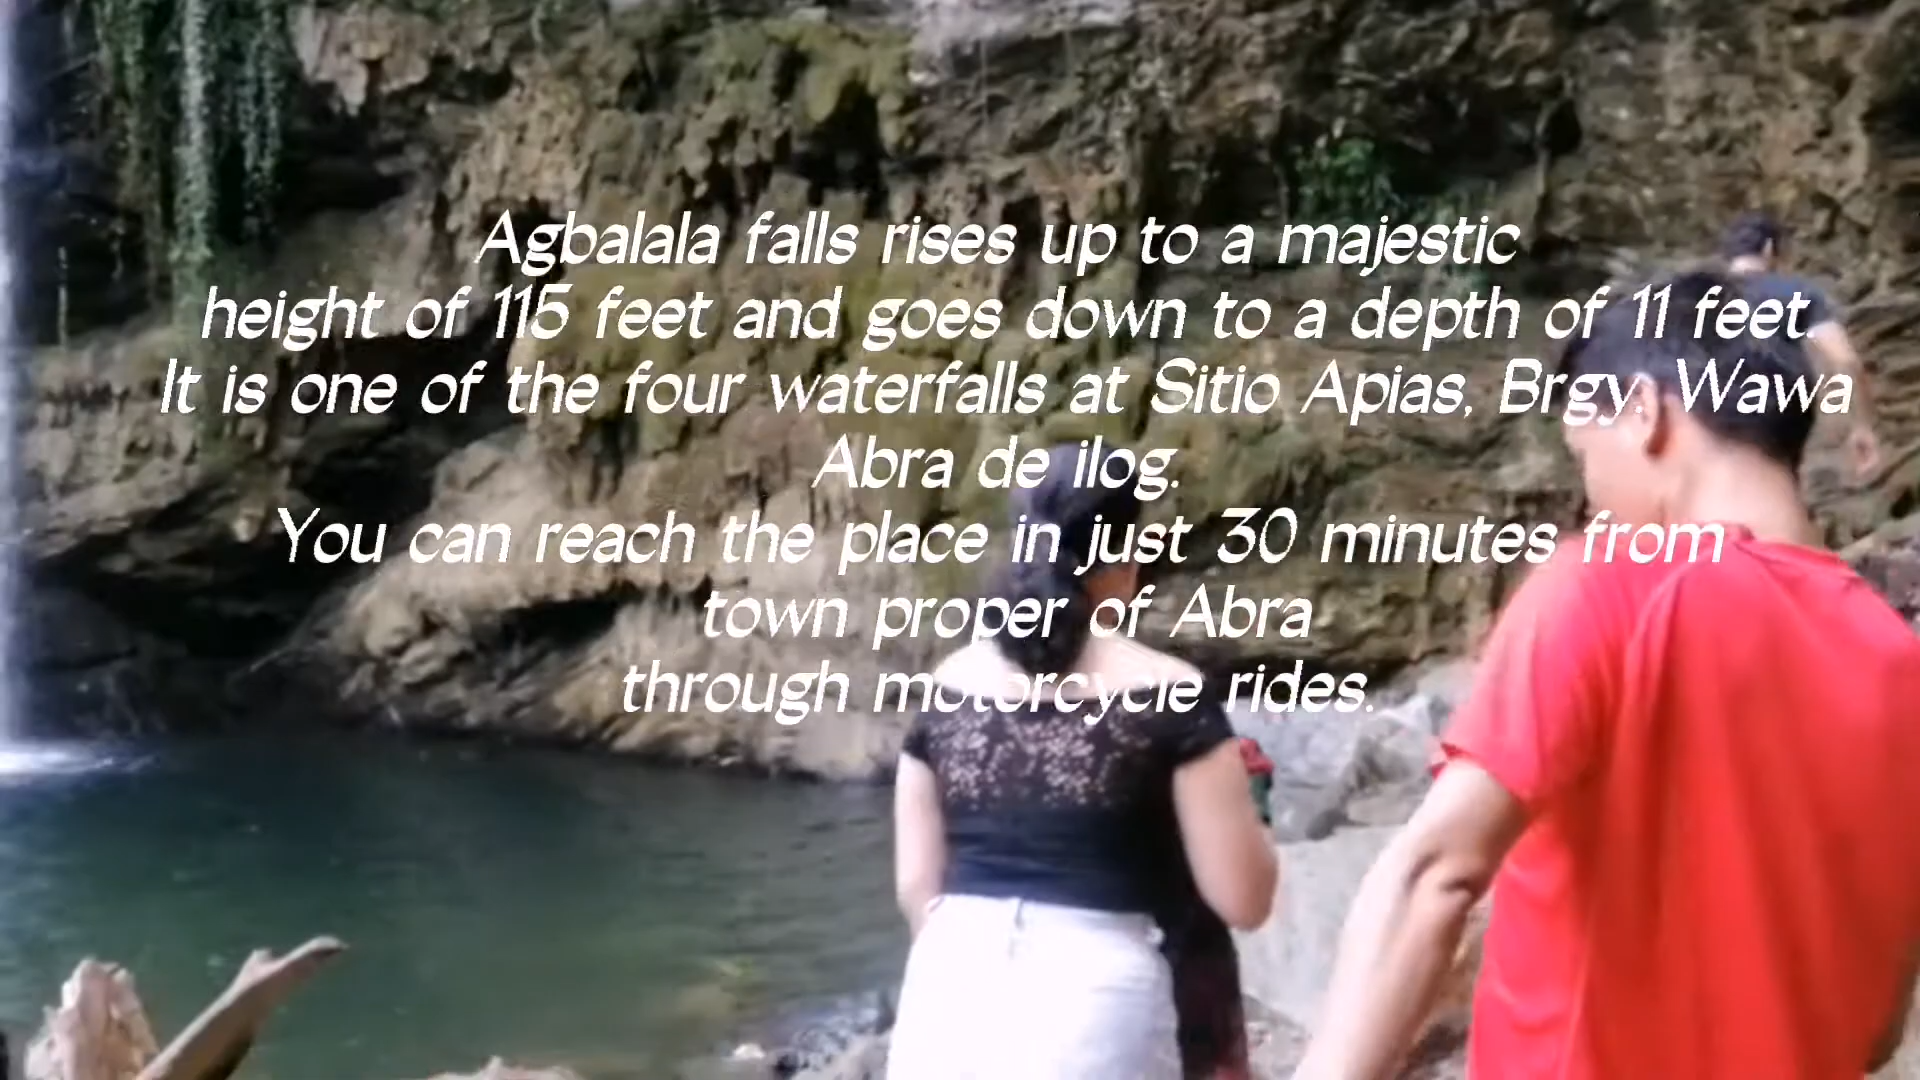 Agbalala falls rises up to a majestic
height of 115 feet and goes down to a depth of 11 feet.
It is one of the four waterfalls at Sitio Apias, Brgy. Wawa
Abra de ilog.
You can reach the place in just 30 minutes from
town proper of Abra
through motorcycle rides.